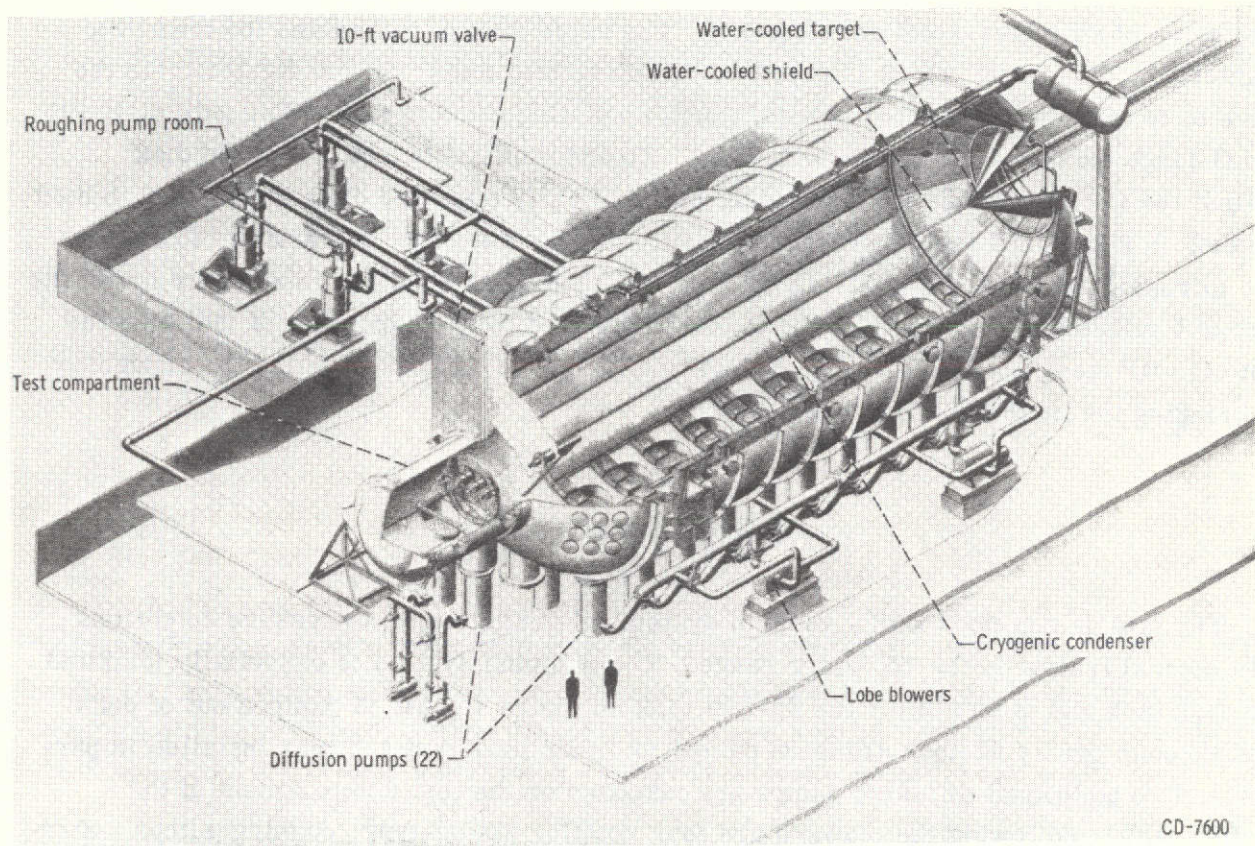 10-ft vacuum valve
Water-cooled target
Water-cooled shield
Roughing pump room
Test compartment
Cryogenic condenser
Lobe blowers
Diffusion pumps (22)
CD-7600